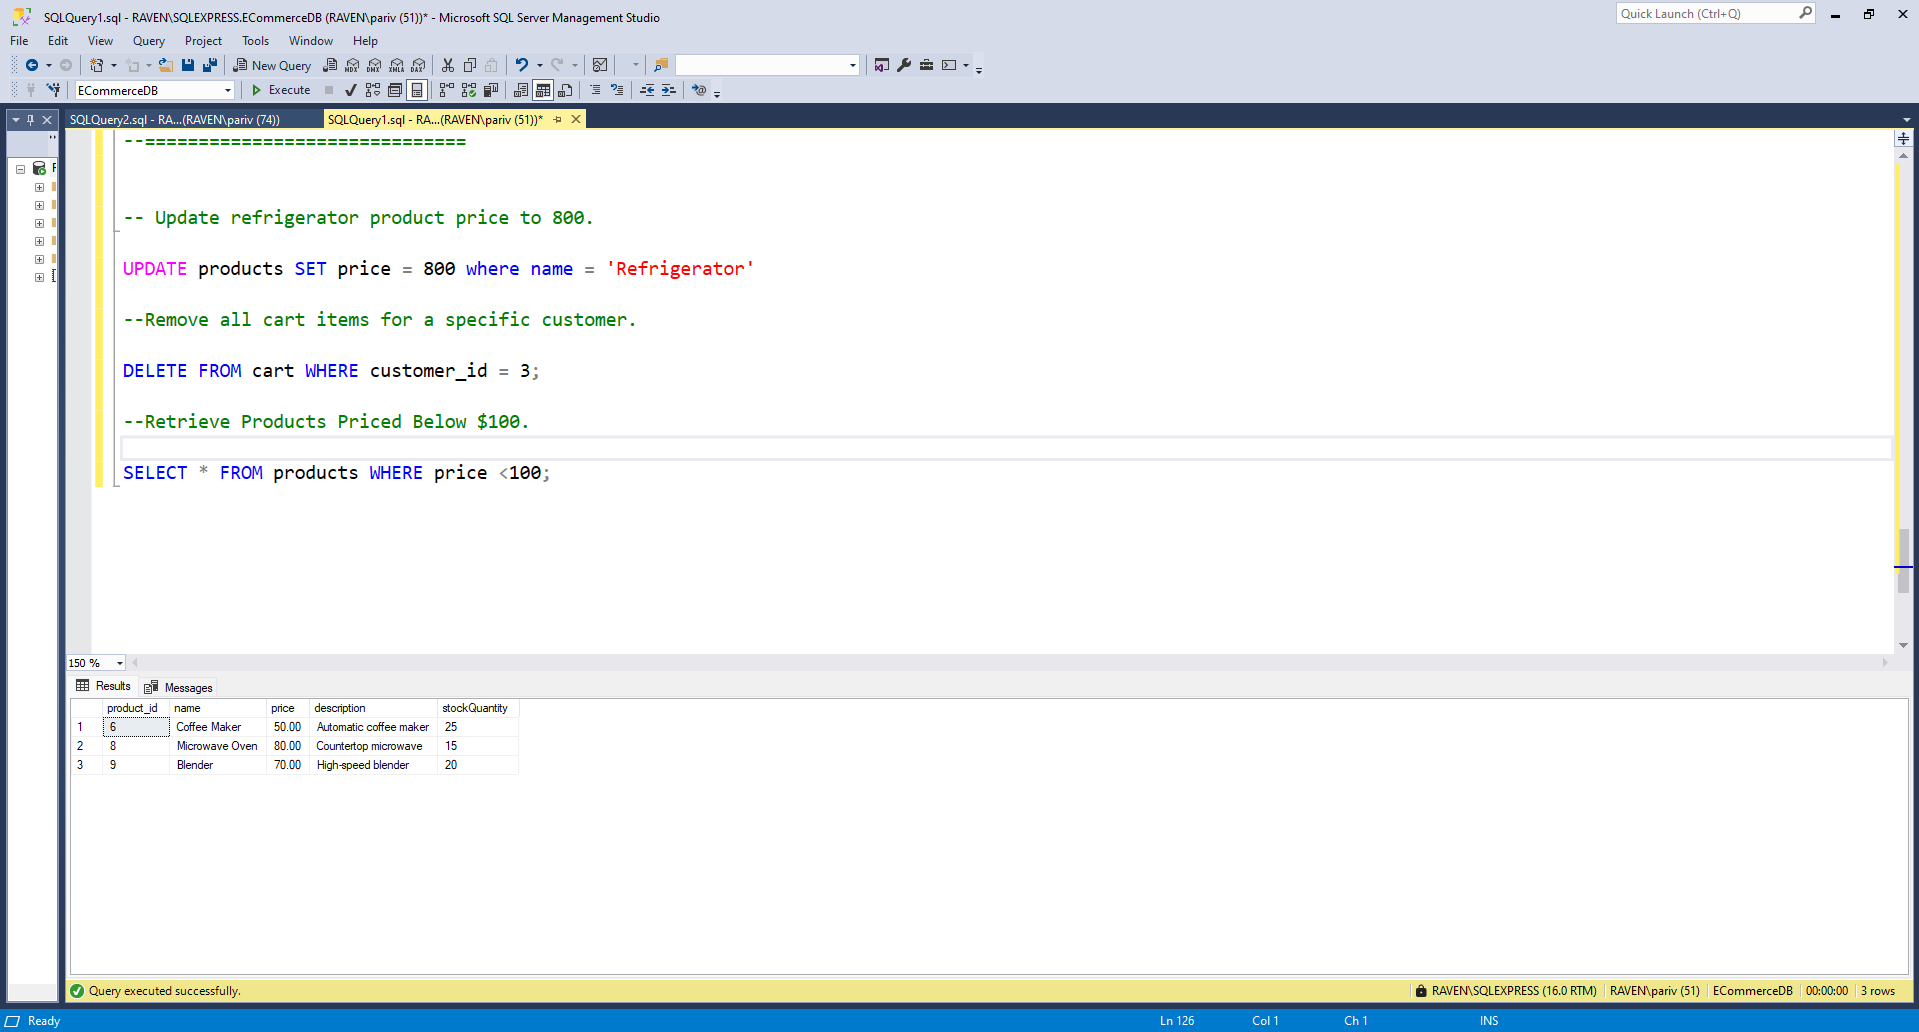 SQLQuery1.sql - RAVEN\SQLEXPRESS.ECommerceDB (RAVEN\pariv (51))* - Microsoft SQL Server Management Studio
Quick Launch (Ctrl+Q)
File Edit View Query Project Tools Window Help
New Query MDX DMX XMLA DAX
ECommerceDB Execute
SQLQuery2.sql - RA...(RAVEN\pariv (74)) SQLQuery1.sql - RA...(RAVEN\pariv (51))*
--==============================
-- Update refrigerator product price to 800.
UPDATE products SET price = 800 where name = 'Refrigerator'
--Remove all cart items for a specific customer.
DELETE FROM cart WHERE customer_id = 3;
--Retrieve Products Priced Below $100.
SELECT * FROM products WHERE price <100;
150 %
Results Messages
product_id name price description stockQuantity
1 6 Coffee Maker 50.00 Automatic coffee maker 25
2 8 Microwave Oven 80.00 Countertop microwave 15
3 9 Blender 70.00 High-speed blender 20
Query executed successfully. RAVEN\SQLEXPRESS (16.0 RTM) RAVEN\pariv (51) ECommerceDB 00:00:00 3 rows
Ready Ln 126 Col 1 Ch 1 INS